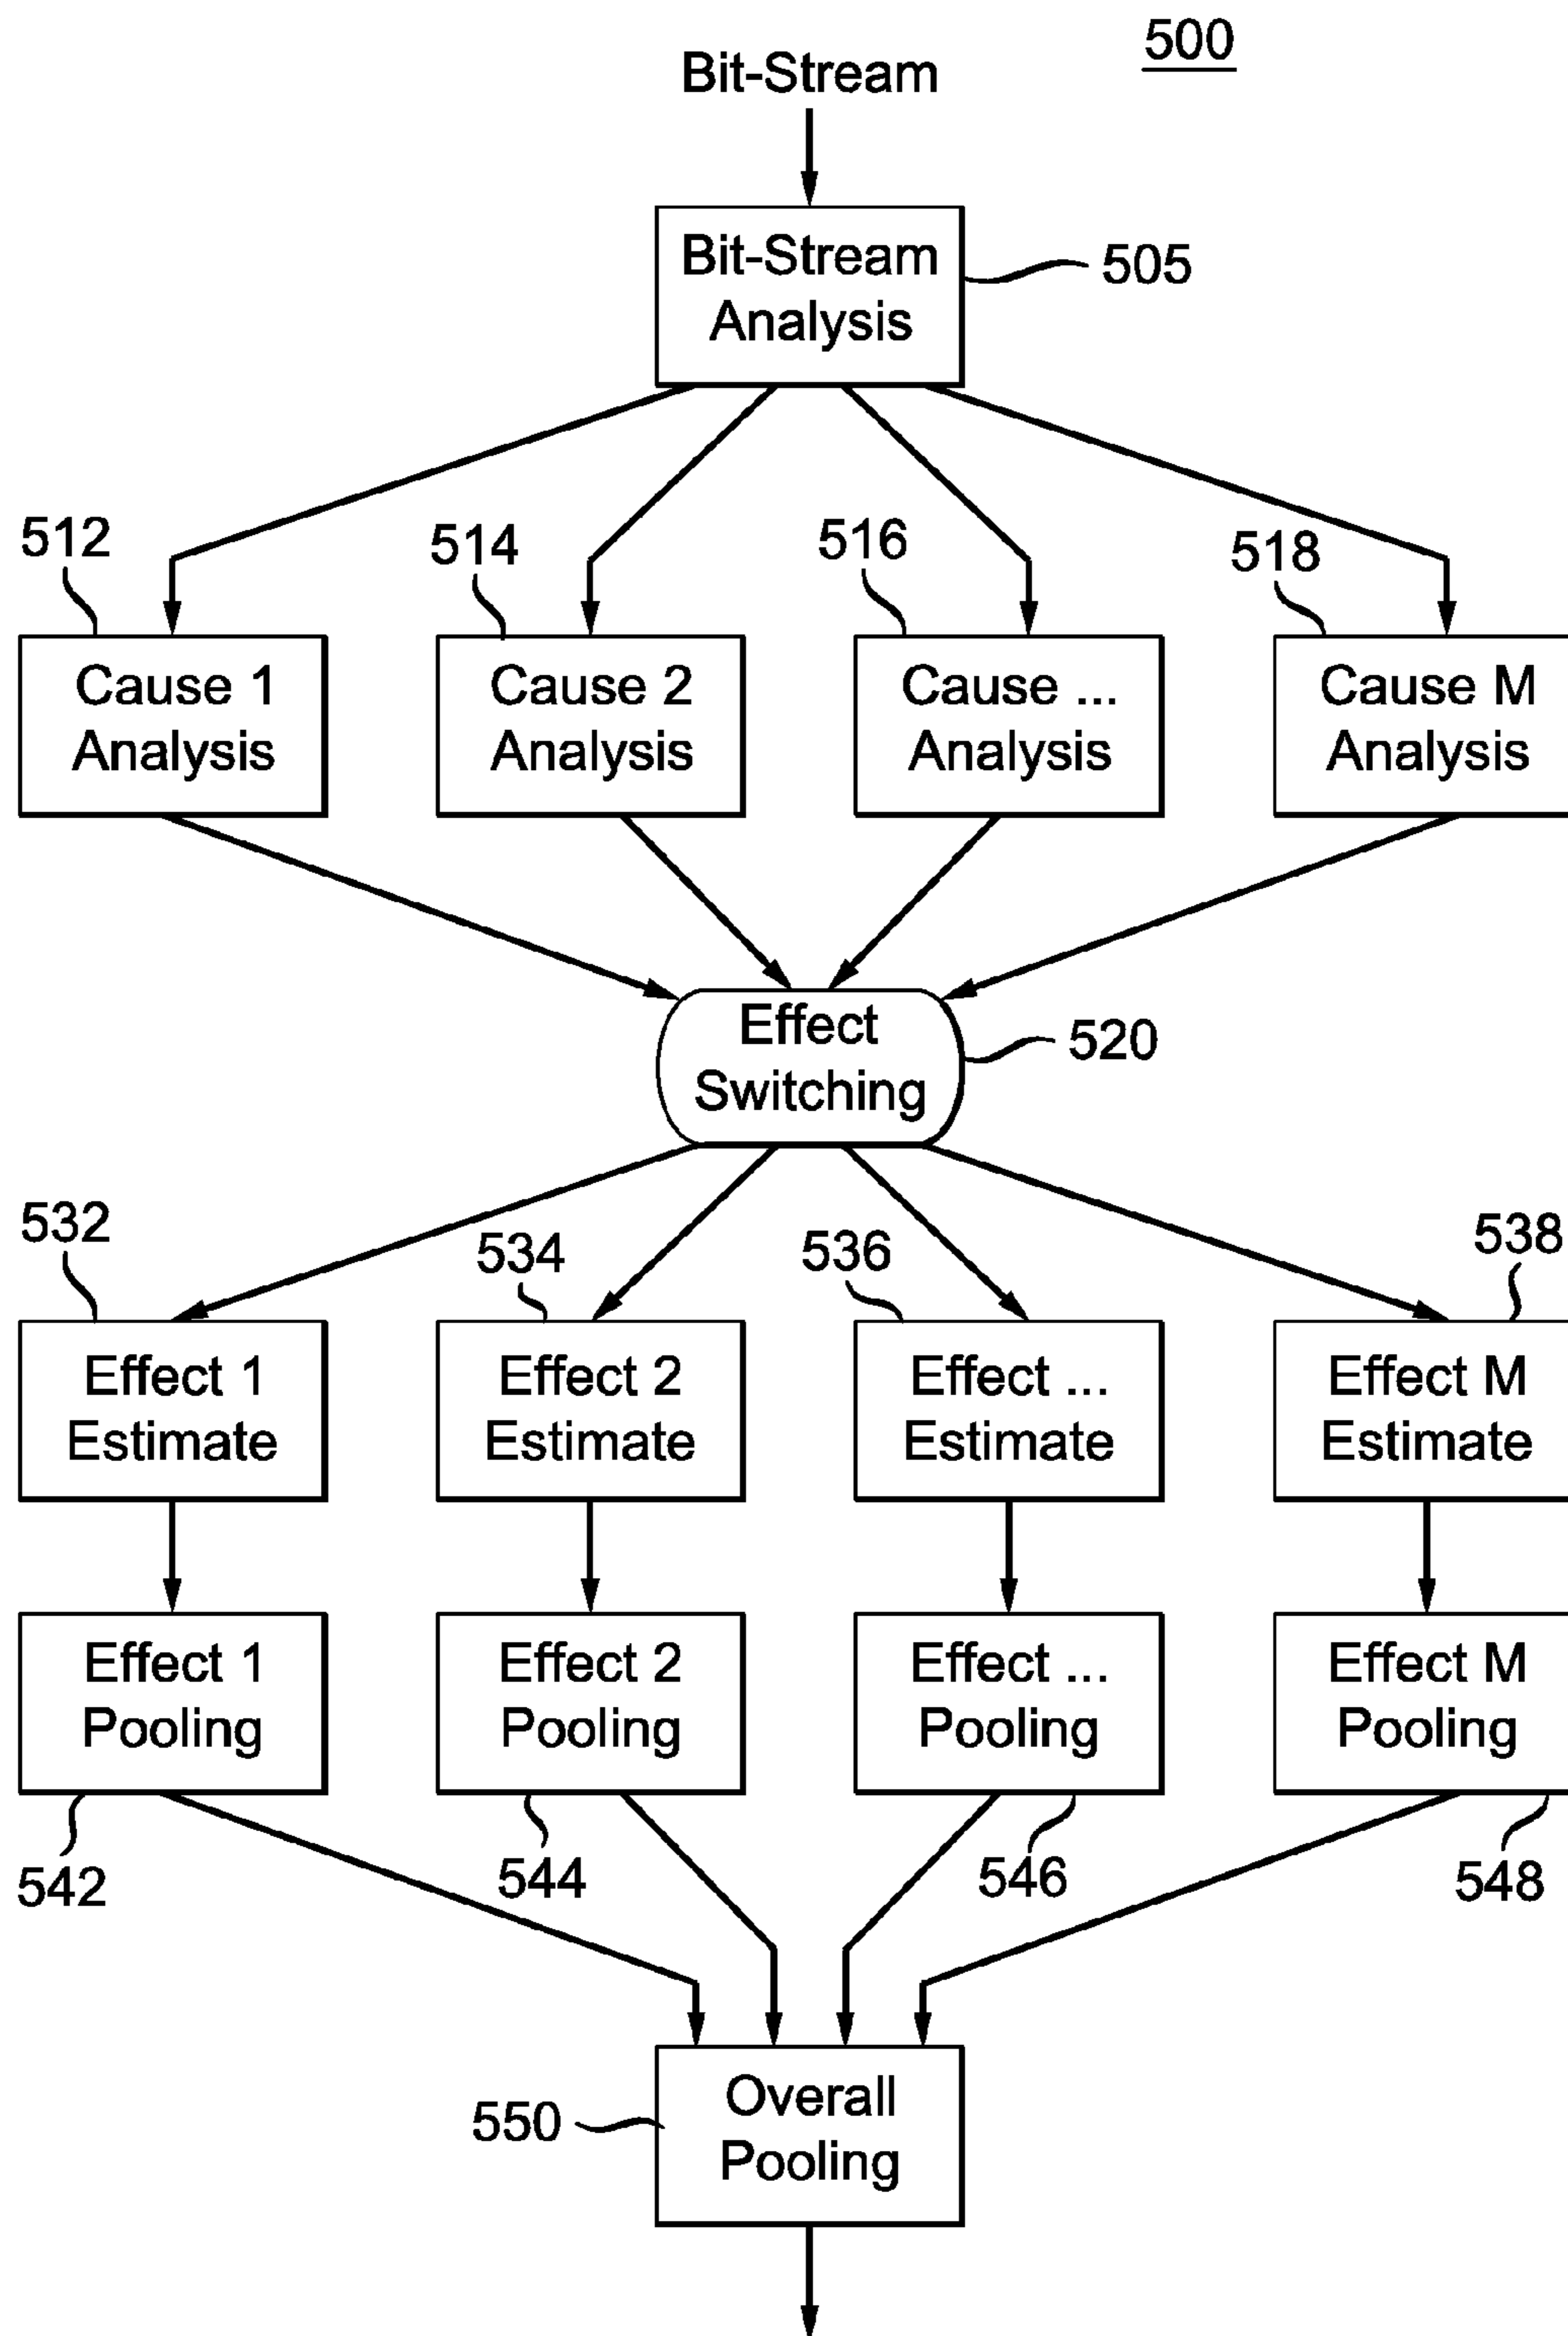 500
Bit-Stream
Bit-Stream
Analysis
505
512
514
516
518
Cause 1
Analysis
Cause 2
Analysis
Cause ...
Analysis
Cause M
Analysis
Effect
Switching
520
532
534
536
538
Effect 1
Estimate
Effect 2
Estimate
Effect ...
Estimate
Effect M
Estimate
Effect 1
Pooling
Effect 2
Pooling
Effect ...
Pooling
Effect M
Pooling
542
544
546
548
550
Overall
Pooling